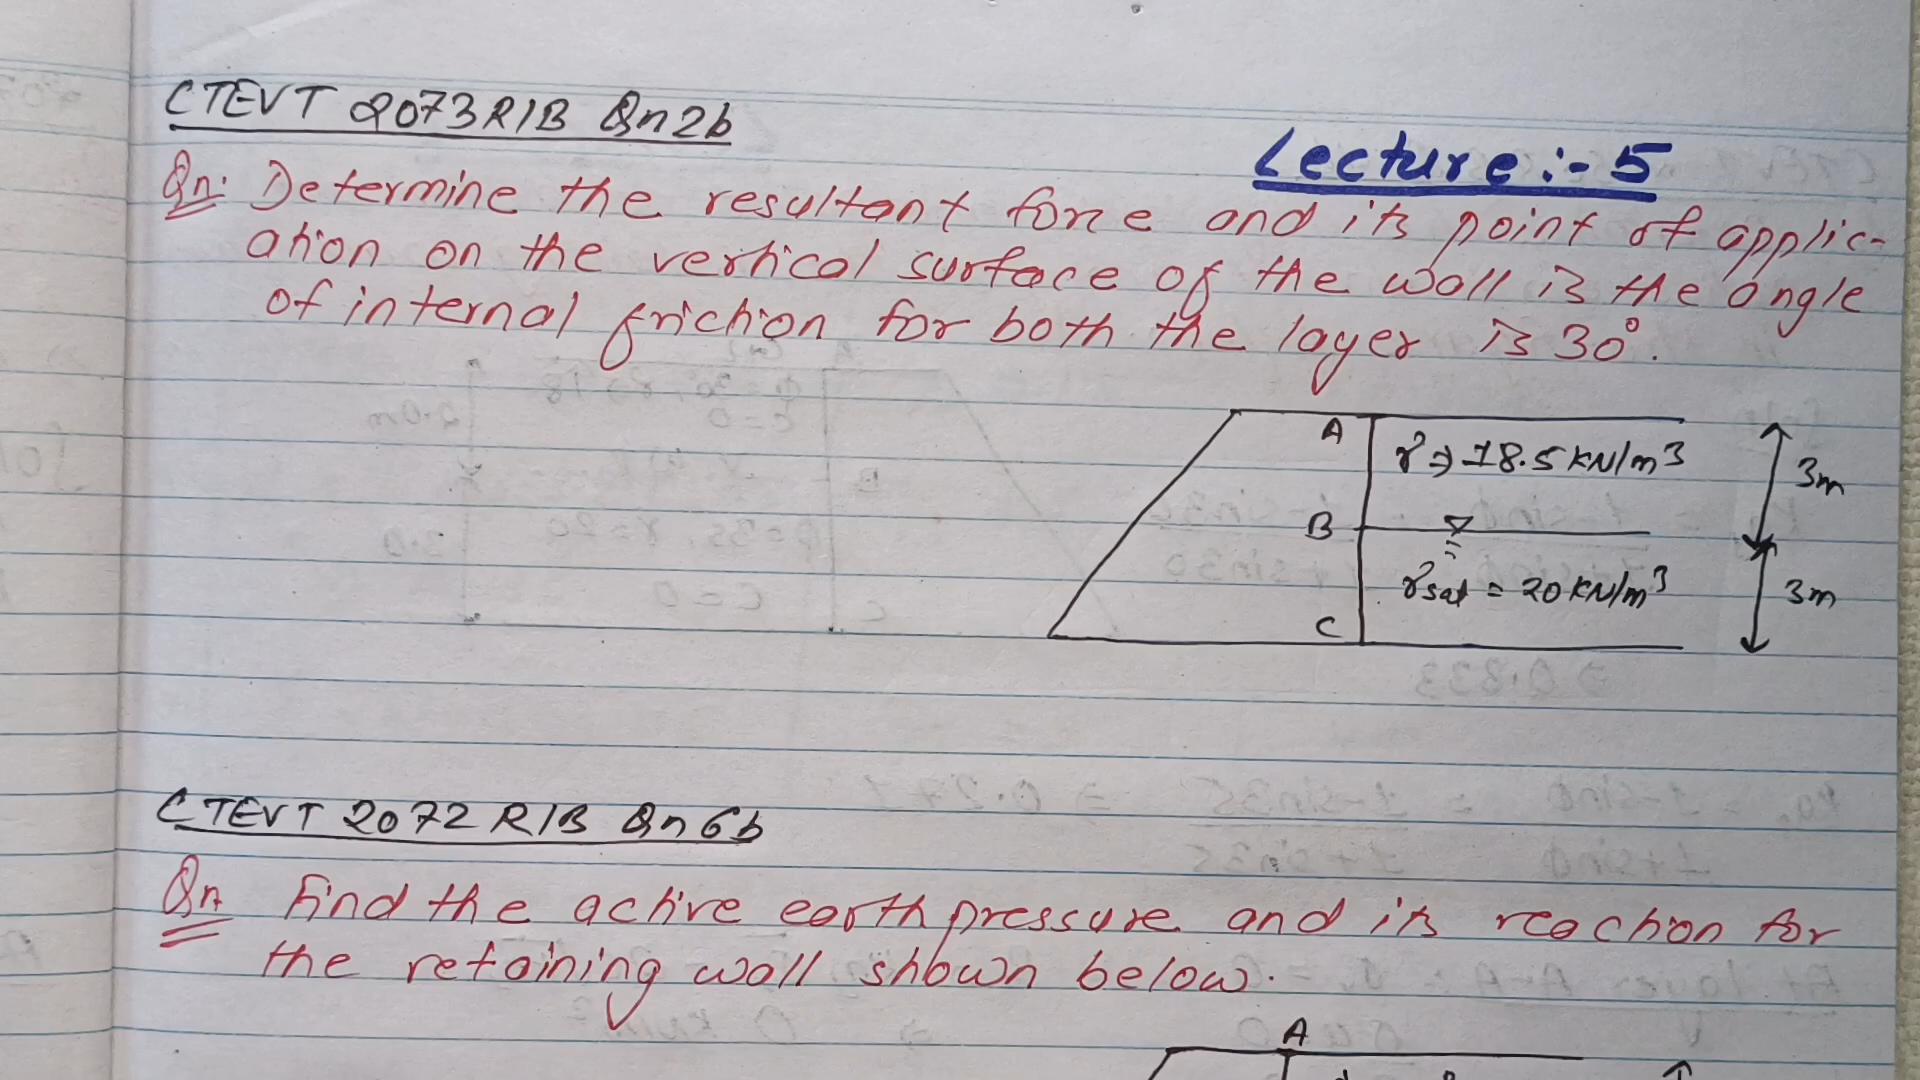 CTEVT 2073 R/B Qn 2b
Lecture :- 5
Qn: Determine the resultant force and its point of applic-
ation on the vertical surface of the wall is the angle
of internal friction for both the layer is 30°.
A
γ ⇒ 18.5 KN/m³
3m
B
γsat = 20 KN/m³
3m
C
CTEVT 2072 R/B Qn 6b
Qn Find the active earth pressure and its reaction for
the retaining wall shown below.
A